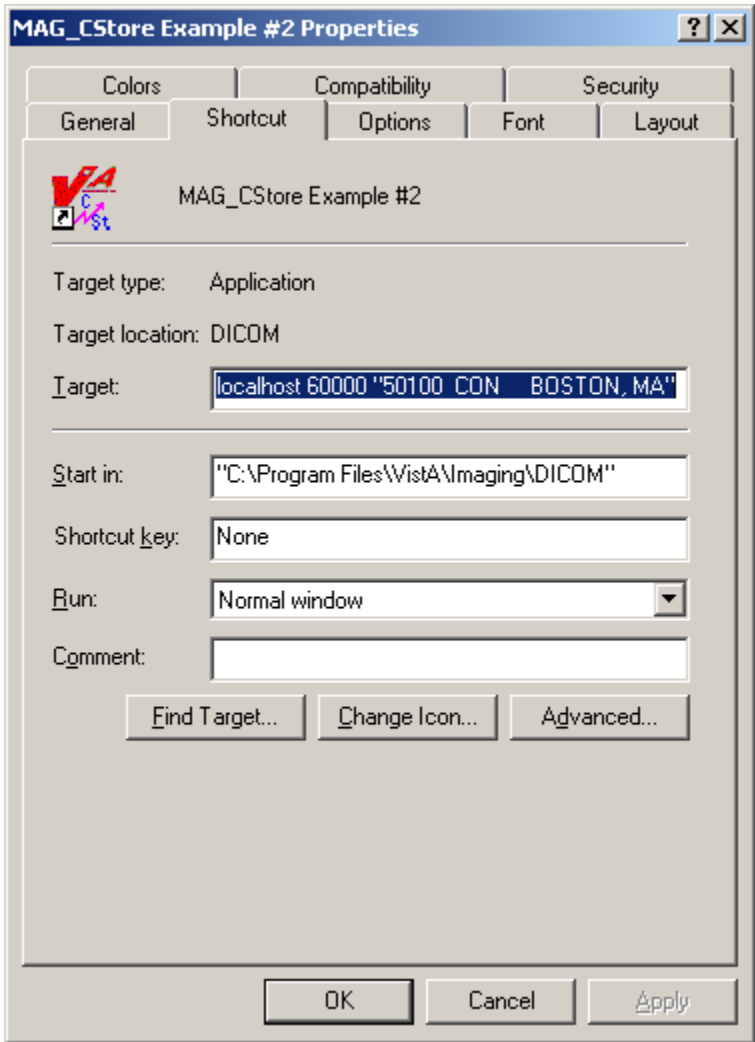 MAG_CStore Example #2 Properties
Colors Compatibility Security
General Shortcut Options Font Layout
VA
C
St.
MAG_CStore Example #2
Target type: Application
Target location: DICOM
Target: localhost 60000 "50100 CON BOSTON, MA"
Start in: "C:\Program Files\VistA\Imaging\DICOM"
Shortcut key: None
Run: Normal window
Comment:
Find Target... Change Icon... Advanced...
OK Cancel Apply